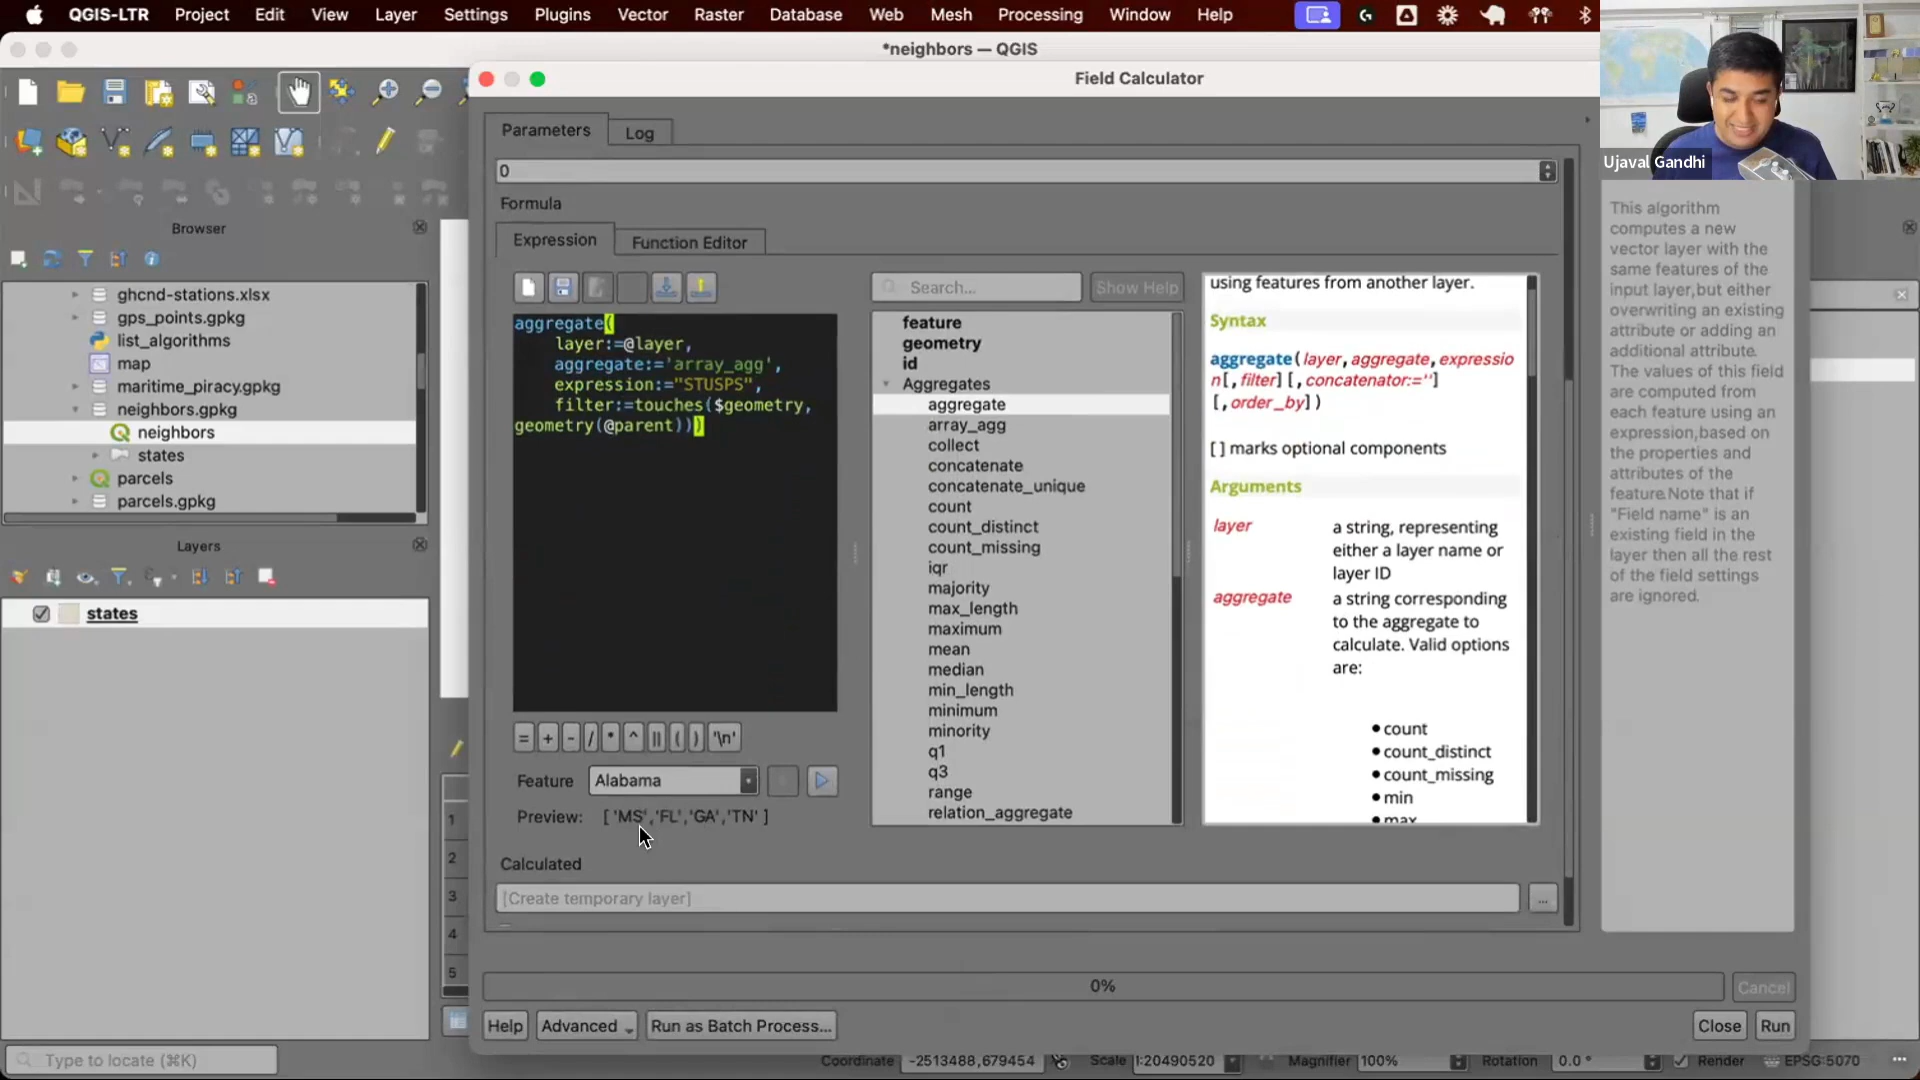 QGIS-LTR Project Edit View Layer Settings Plugins Vector Raster Database Web Mesh Processing Window Help
*neighbors — QGIS
Field Calculator
Parameters
Log
0
Formula
Expression
Function Editor
Search...
Show Help
aggregate(
layer:=@layer,
aggregate:='array_agg',
expression:="STUSPS",
filter:=touches($geometry,
geometry(@parent)))
= + - / * ^ || ( ) '\n'
Feature Alabama
Preview: [ 'MS','FL','GA','TN' ]
Calculated
[Create temporary layer]
...
0%
Cancel
Help
Advanced
Run as Batch Process...
Close
Run
feature
geometry
id
Aggregates
aggregate
array_agg
collect
concatenate
concatenate_unique
count
count_distinct
count_missing
iqr
majority
max_length
maximum
mean
median
min_length
minimum
minority
q1
q3
range
relation_aggregate
using features from another layer.
Syntax
aggregate(layer,aggregate,expressio
n[,filter][,concatenator:='']
[,order_by])
[ ] marks optional components
Arguments
layer
a string, representing
either a layer name or
layer ID
aggregate
a string corresponding
to the aggregate to
calculate. Valid options
are:
count
count_distinct
count_missing
min
max
Ujaval Gandhi
This algorithm
computes a new
vector layer with the
same features of the
input layer,but either
overwriting an existing
attribute or adding an
additional attribute.
The values of this field
are computed from
each feature using an
expression,based on
the properties and
attributes of the
feature.Note that if
"Field name" is an
existing field in the
layer then all the rest
of the field settings
are ignored.
Browser
ghcnd-stations.xlsx
gps_points.gpkg
list_algorithms
map
maritime_piracy.gpkg
neighbors.gpkg
neighbors
states
parcels
parcels.gpkg
Layers
states
1
2
3
4
5
Type to locate (⌘K)
Coordinate -2513488,679454
Scale 1:20490520
Magnifier 100%
Rotation 0.0 °
Render
EPSG:5070